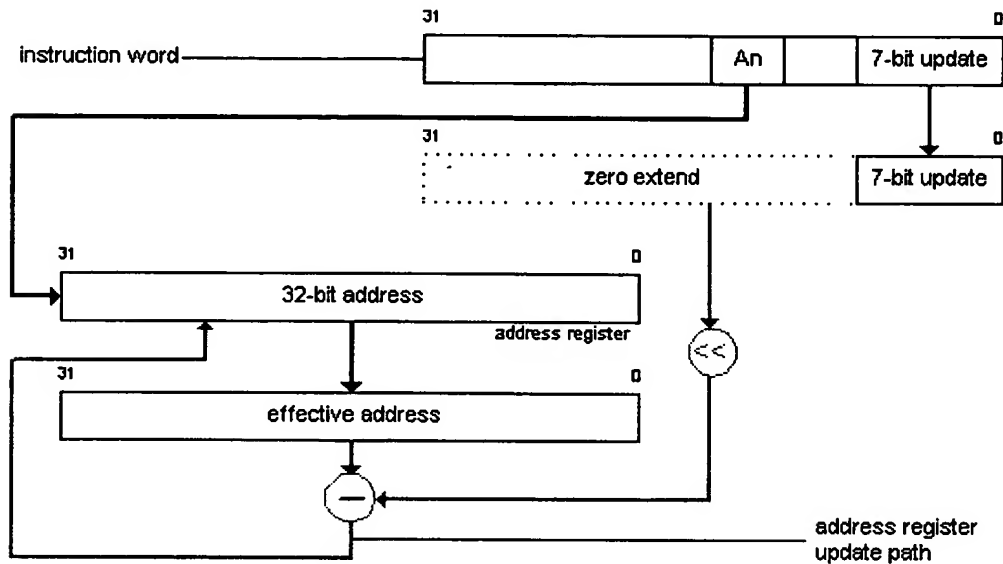 31 0
instruction word An 7-bit update
31 0
zero extend 7-bit update
31 0
32-bit address
address register
<<
31 0
effective address
−
address register
update path